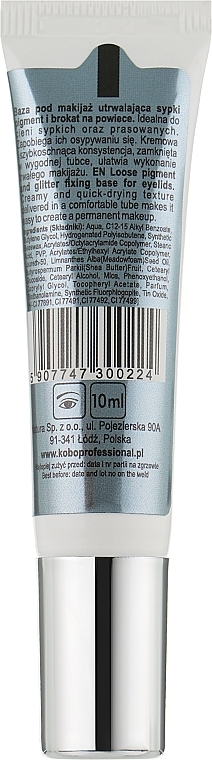 Baza pod makijaż utrwalająca sypki
pigment i brokat na powiece. Idealna do
cieni sypkich oraz prasowanych.
Zapobiega ich osypywaniu się. Kremowa
szybkoschnąca konsystencja, zamknięta
wygodnej tubce, ułatwia wykonanie
makijażu. EN Loose pigment
and glitter fixing base for eyelids.
Creamy and quick-drying texture
delivered in a comfortable tube makes it
easy to create a permanent makeup.
(Składniki): Aqua, C12-15 Alkyl Benzoate,
Glycol, Hydrogenated Polyisobutene, Synthetic
Acrylates/Octylacrylamide Copolymer, Stearic
PVP, Acrylates/Ethylhexyl Acrylate
Limnanthes Alba(Meadowfoam)Seed Oil,
Parkii(Shea Butter)Fruit,
Cetearyl Alcohol, Mica, Phenoxyethanol,
Glycol, Tocopheryl Acetate,
Synthetic Fluorphlogopite, Tin Oxide,
CI 77891, CI 77491, CI 77492, CI 77499
5 907747 300224
10ml
Sp. z o.o., ul. Pojezierska 90A
91-341 Łódź, Polska
www.koboprofessional.pl
Najlepiej zużyć przed: data i nr partii na zgrzewie
Best before: date and lot no on the weld